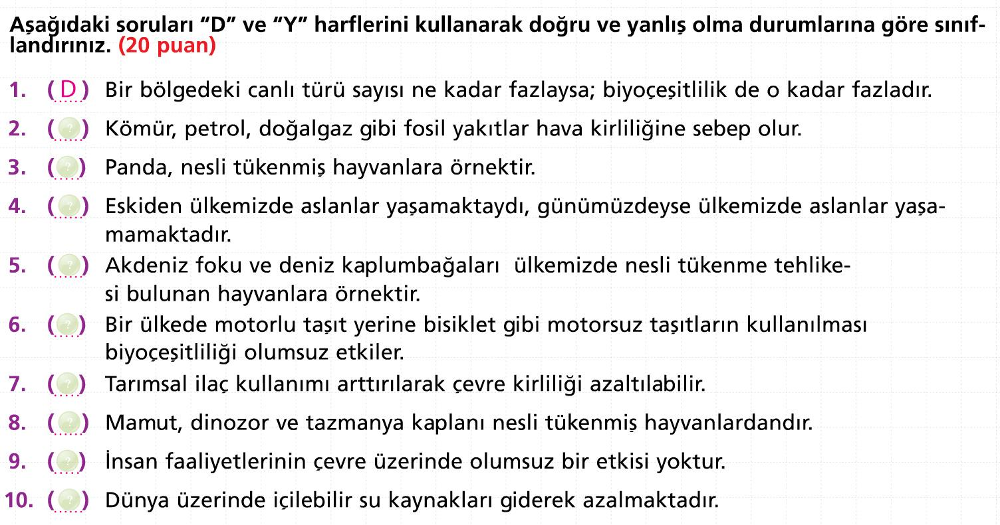 Aşağıdaki soruları “D” ve “Y” harflerini kullanarak doğru ve yanlış olma durumlarına göre sınıf-
landırınız. (20 puan)
1. (D) Bir bölgedeki canlı türü sayısı ne kadar fazlaysa; biyoçeşitlilik de o kadar fazladır.
2. (?) Kömür, petrol, doğalgaz gibi fosil yakıtlar hava kirliliğine sebep olur.
3. (?) Panda, nesli tükenmiş hayvanlara örnektir.
4. (?) Eskiden ülkemizde aslanlar yaşamaktaydı, günümüzdeyse ülkemizde aslanlar yaşa-
mamaktadır.
5. (?) Akdeniz foku ve deniz kaplumbağaları ülkemizde nesli tükenme tehlike-
si bulunan hayvanlara örnektir.
6. (?) Bir ülkede motorlu taşıt yerine bisiklet gibi motorsuz taşıtların kullanılması
biyoçeşitliliği olumsuz etkiler.
7. (?) Tarımsal ilaç kullanımı arttırılarak çevre kirliliği azaltılabilir.
8. (?) Mamut, dinozor ve tazmanya kaplanı nesli tükenmiş hayvanlardandır.
9. (?) İnsan faaliyetlerinin çevre üzerinde olumsuz bir etkisi yoktur.
10. (?) Dünya üzerinde içilebilir su kaynakları giderek azalmaktadır.